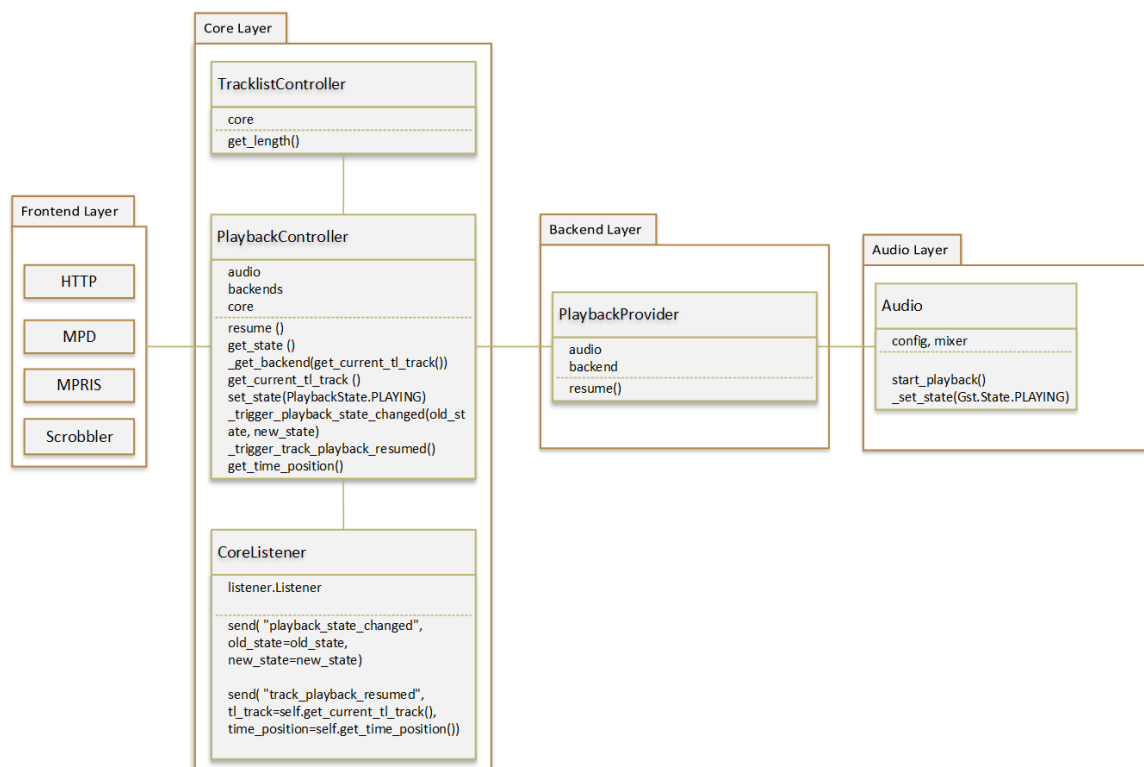 Core Layer
TracklistController
core
get_length()
Frontend Layer
HTTP
MPD
MPRIS
Scrobbler
PlaybackController
audio
backends
core
resume ()
get_state ()
_get_backend(get_current_tl_track())
get_current_tl_track ()
set_state(PlaybackState.PLAYING)
_trigger_playback_state_changed(old_st
ate, new_state)
_trigger_track_playback_resumed()
get_time_position()
Backend Layer
PlaybackProvider
audio
backend
resume()
Audio Layer
Audio
config, mixer
start_playback()
_set_state(Gst.State.PLAYING)
CoreListener
listener.Listener
send( "playback_state_changed",
old_state=old_state,
new_state=new_state)
send( "track_playback_resumed",
tl_track=self.get_current_tl_track(),
time_position=self.get_time_position())